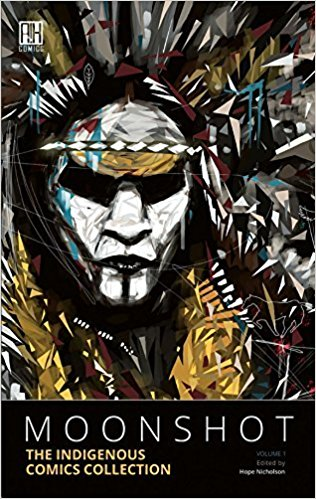 AH
COMICS
MOONSHOT
THE INDIGENOUS
COMICS COLLECTION
VOLUME 1
Edited by
Hope Nicholson